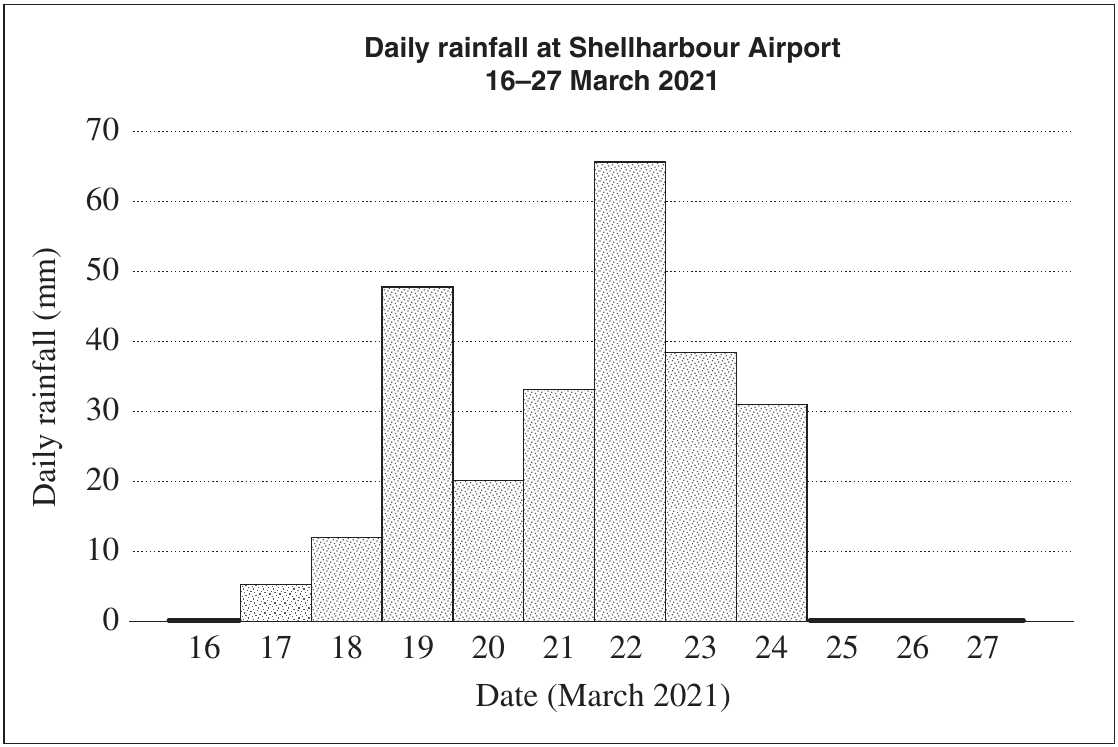 Daily rainfall at Shellharbour Airport
16–27 March 2021
70
60
50
40
30
20
10
0
Daily rainfall (mm)
16 17 18 19 20 21 22 23 24 25 26 27
Date (March 2021)